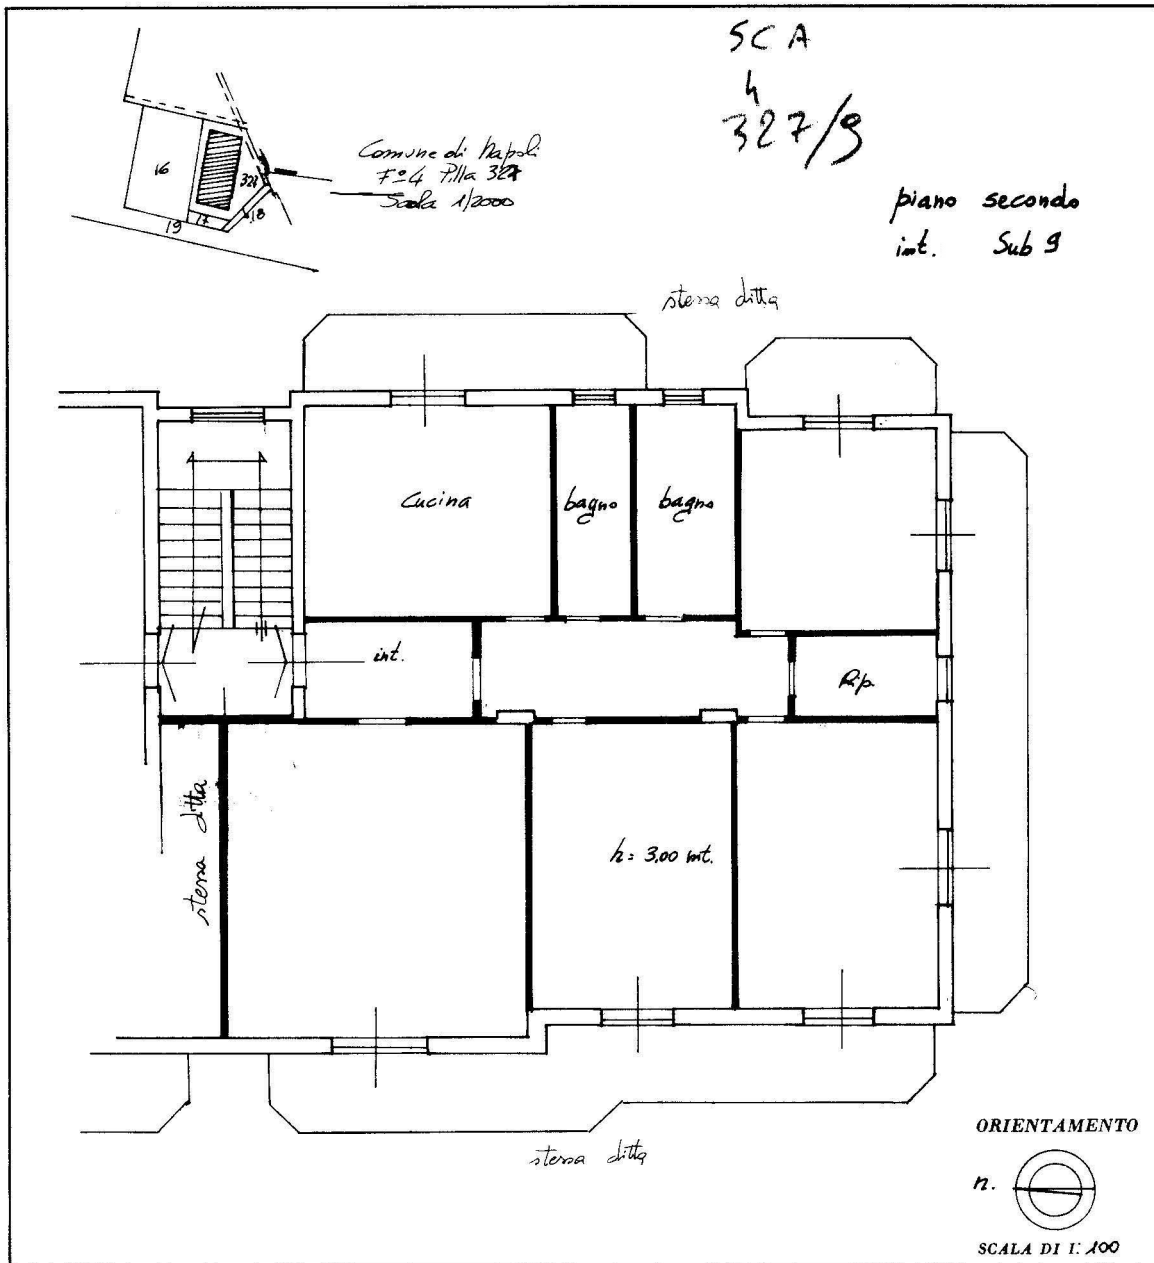 SCA
h
327/9
Comune di Napoli
F° 4 P.lla 327
Scala 1/2000
16
327
19
17
18
piano secondo
int. Sub 9
stessa ditta
Cucina
bagno
bagno
int.
Rip.
stessa ditta
h= 3,00 mt.
stessa ditta
ORIENTAMENTO
n.
SCALA DI 1:100